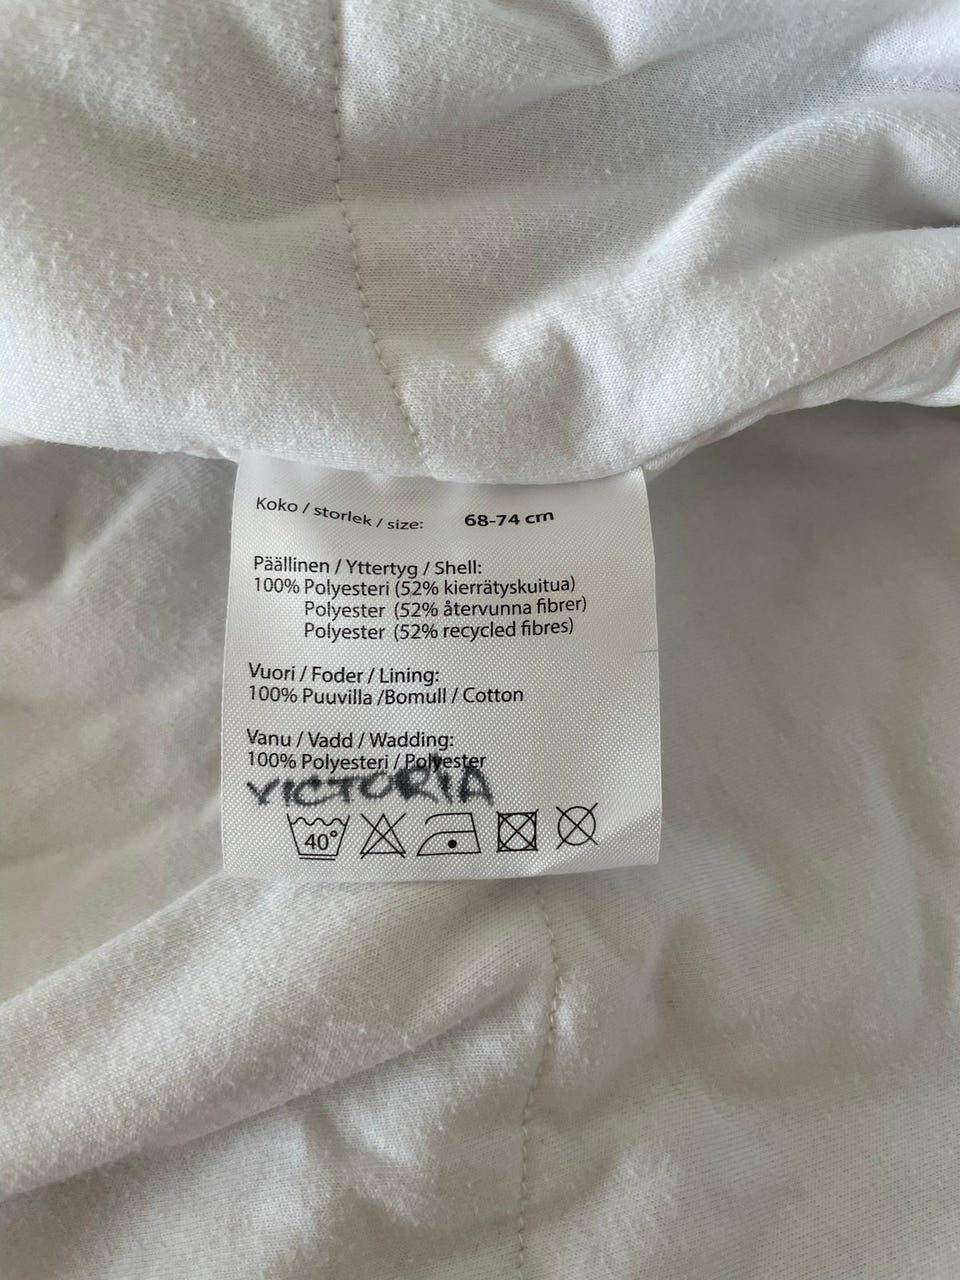 Koko / storlek / size: 68-74 cm
Päällinen / Yttertyg / Shell:
100% Polyesteri (52% kierrätyskuitua)
Polyester (52% återvunna fibrer)
Polyester (52% recycled fibres)
Vuori / Foder / Lining:
100% Puuvilla /Bomull / Cotton
Vanu / Vadd / Wadding:
100% Polyesteri / Polyester
VICTORIA
40°